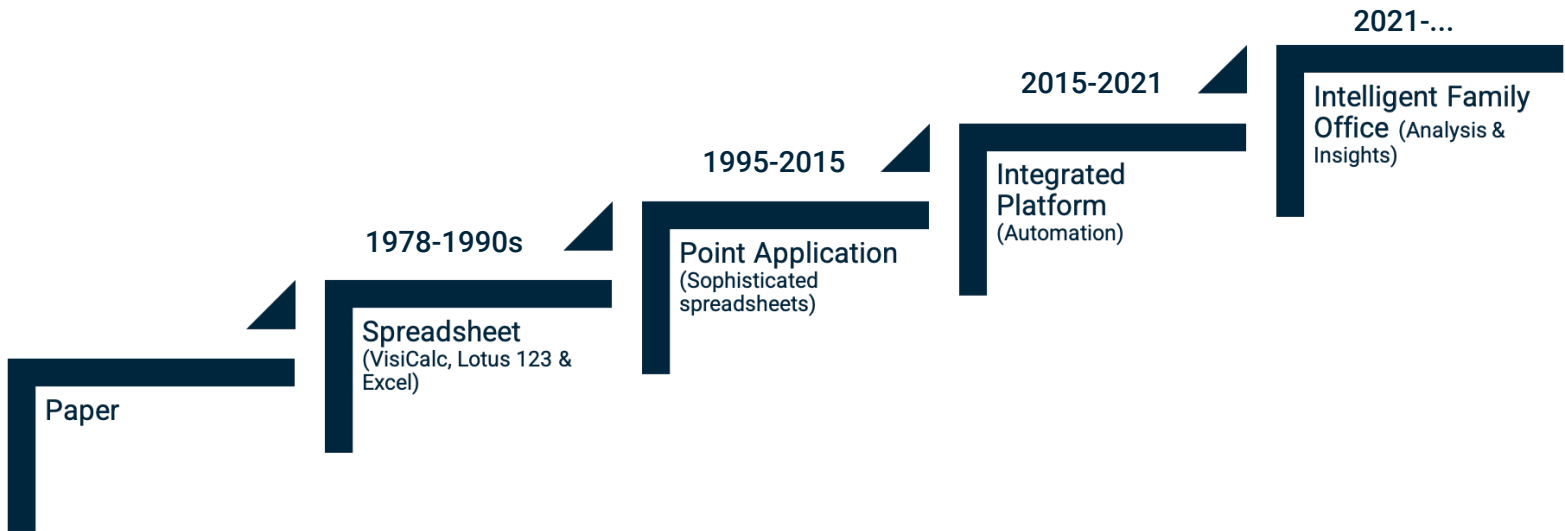 Paper
1978-1990s
Spreadsheet
(VisiCalc, Lotus 123 &
Excel)
1995-2015
Point Application
(Sophisticated
spreadsheets)
2015-2021
Integrated
Platform
(Automation)
2021-...
Intelligent Family
Office (Analysis &
Insights)